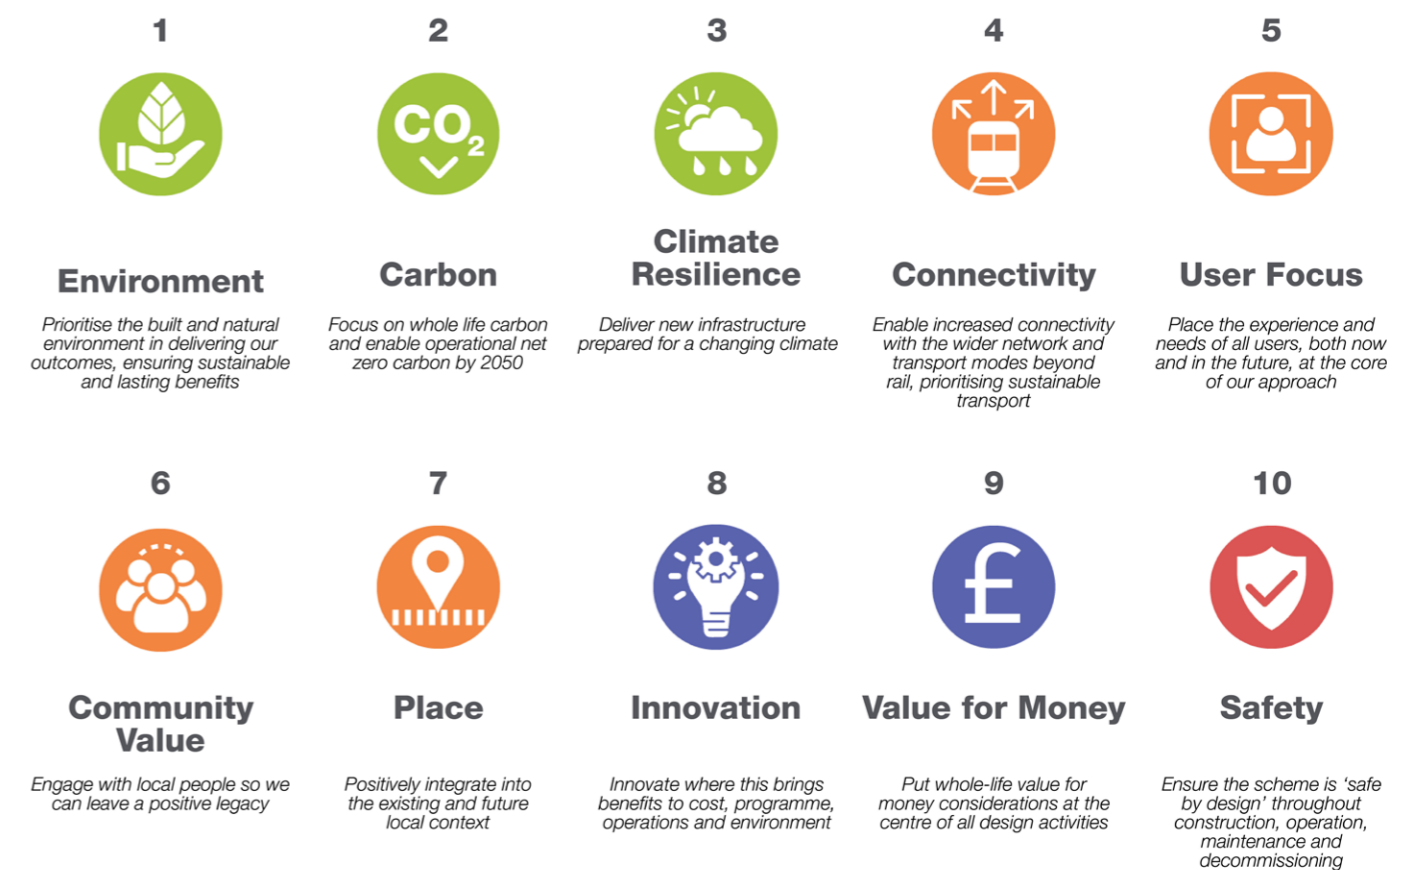 1
2
3
4
5
CO2
Environment
Prioritise the built and natural
environment in delivering our
outcomes, ensuring sustainable
and lasting benefits
Carbon
Focus on whole life carbon
and enable operational net
zero carbon by 2050
Climate
Resilience
Deliver new infrastructure
prepared for a changing climate
Connectivity
Enable increased connectivity
with the wider network and
transport modes beyond
rail, prioritising sustainable
transport
User Focus
Place the experience and
needs of all users, both now
and in the future, at the core
of our approach
6
7
8
9
10
£
Community
Value
Engage with local people so we
can leave a positive legacy
Place
Positively integrate into
the existing and future
local context
Innovation
Innovate where this brings
benefits to cost, programme,
operations and environment
Value for Money
Put whole-life value for
money considerations at the
centre of all design activities
Safety
Ensure the scheme is ‘safe
by design’ throughout
construction, operation,
maintenance and
decommissioning